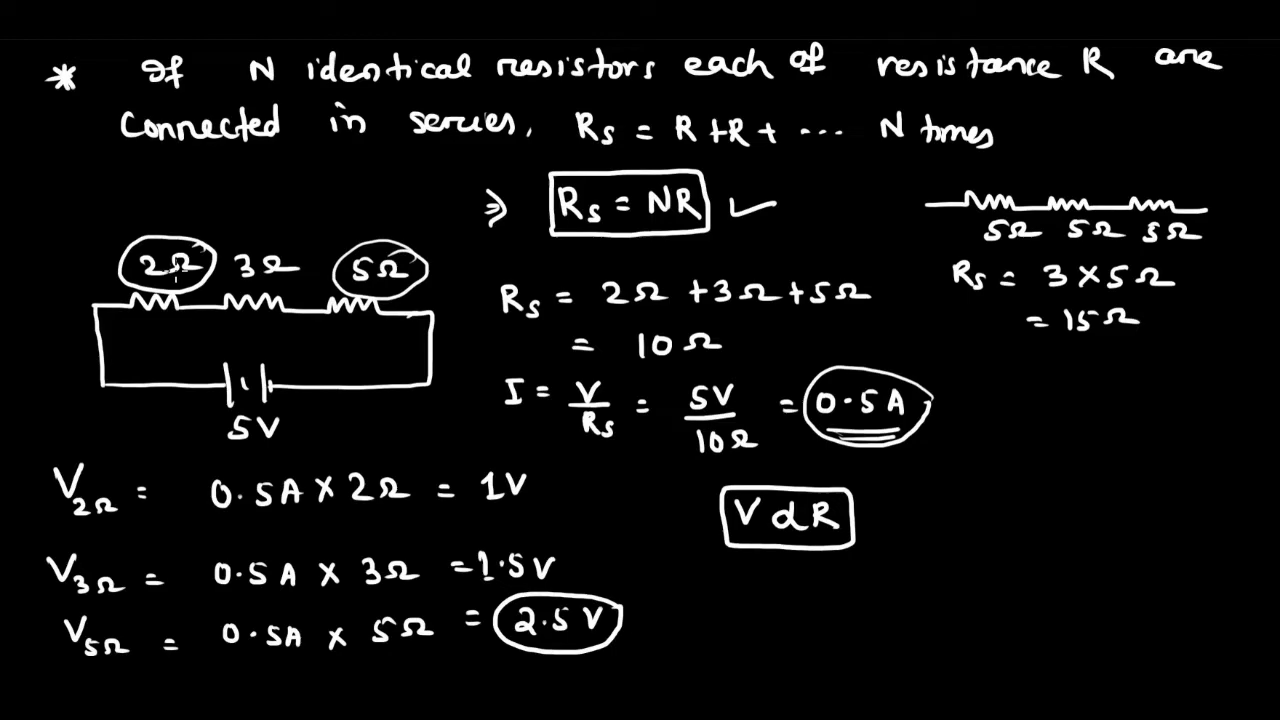 * If N identical resistors each of resistance R are
connected in series. Rs = R + R + .... N times
⇒ Rs = NR ✓
5Ω 5Ω 5Ω
Rs = 3 × 5Ω
= 15Ω
2Ω 3Ω 5Ω
5V
Rs = 2Ω + 3Ω + 5Ω
= 10Ω
I = V/Rs = 5V/10Ω = 0.5A
V2Ω = 0.5A × 2Ω = 1V
V3Ω = 0.5A × 3Ω = 1.5V
V5Ω = 0.5A × 5Ω = 2.5V
V α R